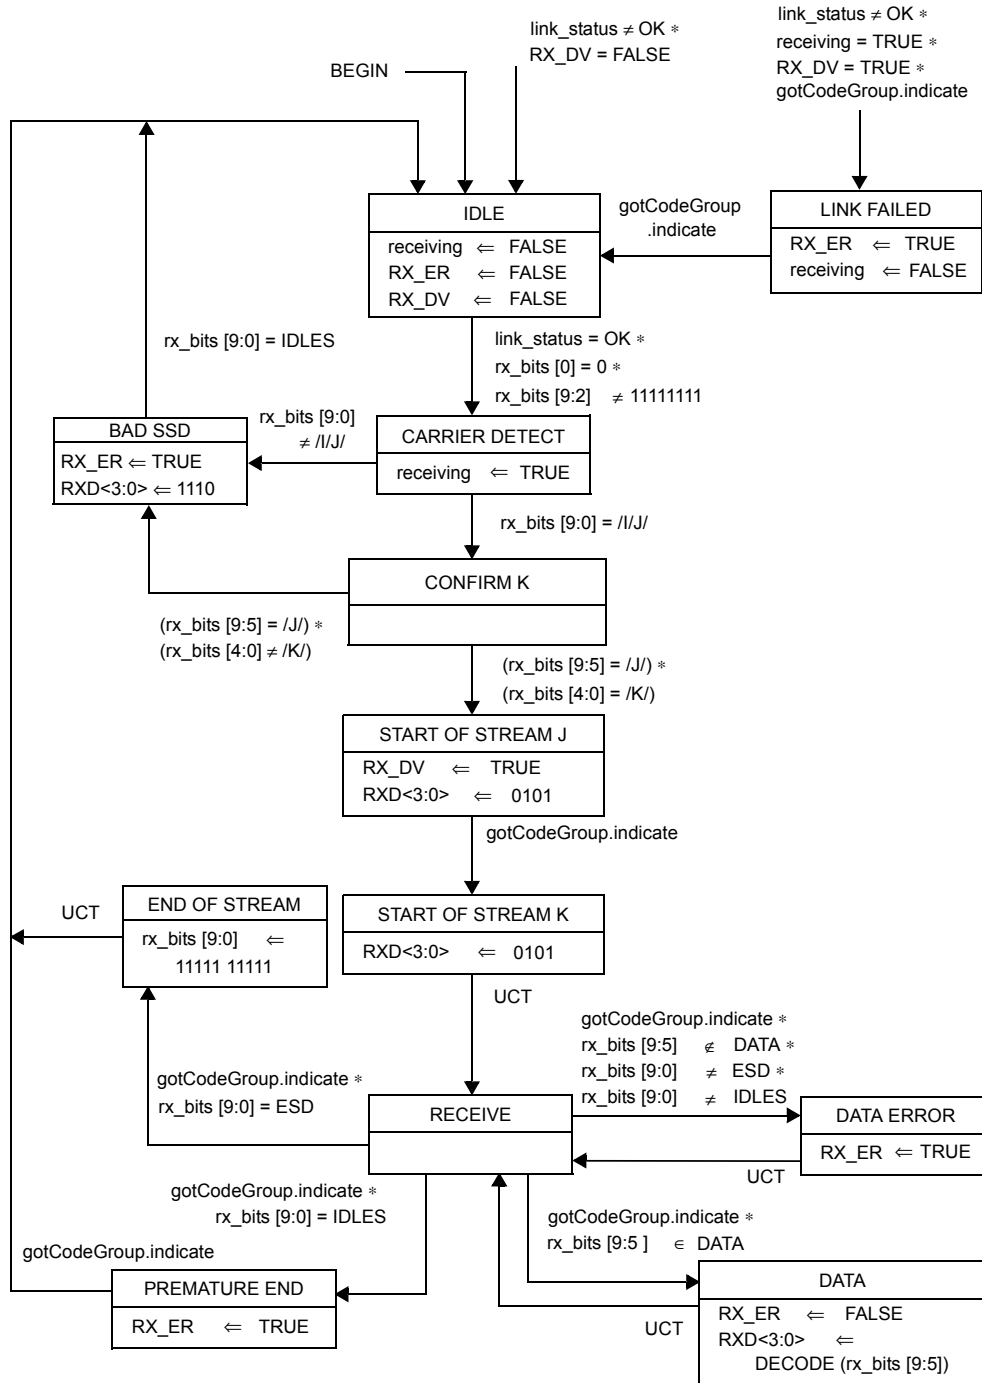 link_status ≠ OK *
RX_DV = FALSE
link_status ≠ OK *
receiving = TRUE *
RX_DV = TRUE *
gotCodeGroup.indicate
BEGIN
IDLE
receiving ⇐ FALSE
RX_ER ⇐ FALSE
RX_DV ⇐ FALSE
gotCodeGroup
.indicate
LINK FAILED
RX_ER ⇐ TRUE
receiving ⇐ FALSE
rx_bits [9:0] = IDLES
link_status = OK *
rx_bits [0] = 0 *
rx_bits [9:2] ≠ 11111111
BAD SSD
RX_ER ⇐ TRUE
RXD<3:0> ⇐ 1110
rx_bits [9:0]
≠ /I/J/
CARRIER DETECT
receiving ⇐ TRUE
rx_bits [9:0] = /I/J/
CONFIRM K
(rx_bits [9:5] = /J/) *
(rx_bits [4:0] ≠ /K/)
(rx_bits [9:5] = /J/) *
(rx_bits [4:0] = /K/)
START OF STREAM J
RX_DV ⇐ TRUE
RXD<3:0> ⇐ 0101
gotCodeGroup.indicate
UCT
END OF STREAM
rx_bits [9:0] ⇐
11111 11111
START OF STREAM K
RXD<3:0> ⇐ 0101
UCT
gotCodeGroup.indicate *
rx_bits [9:5] ∉ DATA *
rx_bits [9:0] ≠ ESD *
rx_bits [9:0] ≠ IDLES
gotCodeGroup.indicate *
rx_bits [9:0] = ESD
RECEIVE
DATA ERROR
RX_ER ⇐ TRUE
UCT
gotCodeGroup.indicate *
rx_bits [9:0] = IDLES
gotCodeGroup.indicate *
rx_bits [9:5 ] ∈ DATA
gotCodeGroup.indicate
PREMATURE END
RX_ER ⇐ TRUE
UCT
DATA
RX_ER ⇐ FALSE
RXD<3:0> ⇐
DECODE (rx_bits [9:5])